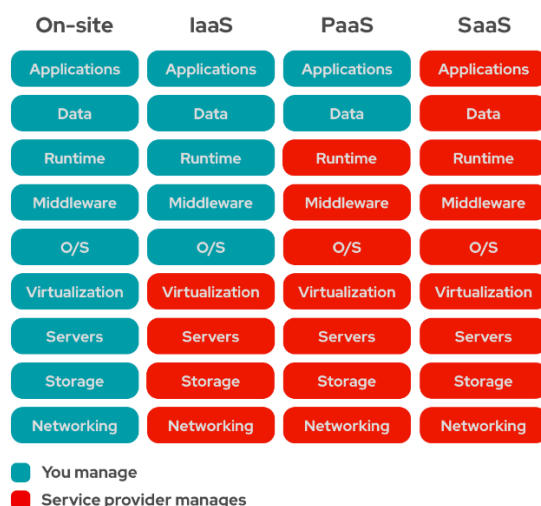 On-site IaaS PaaS SaaS
Applications Applications Applications Applications
Data Data Data Data
Runtime Runtime Runtime Runtime
Middleware Middleware Middleware Middleware
O/S O/S O/S O/S
Virtualization Virtualization Virtualization Virtualization
Servers Servers Servers Servers
Storage Storage Storage Storage
Networking Networking Networking Networking
You manage
Service provider manages